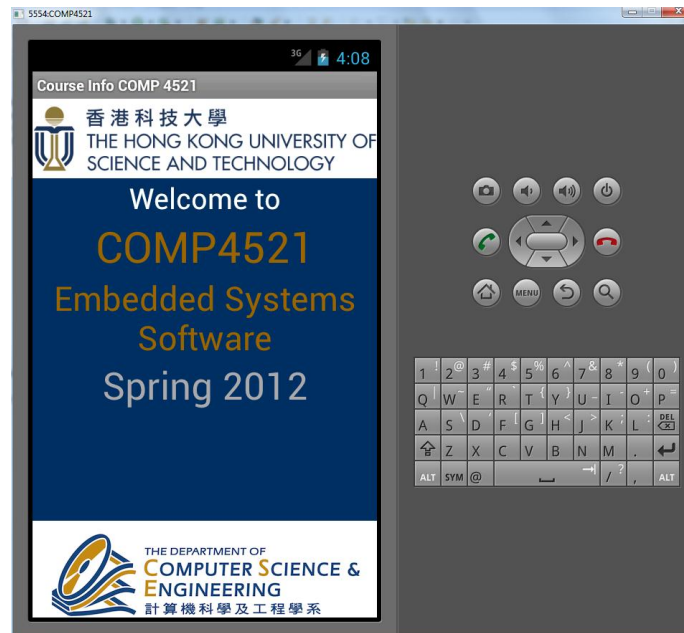 5554:COMP4521
3G 4:08
Course Info COMP 4521
香港科技大學
THE HONG KONG UNIVERSITY OF
SCIENCE AND TECHNOLOGY
Welcome to
COMP4521
Embedded Systems
Software
Spring 2012
THE DEPARTMENT OF
COMPUTER SCIENCE &
ENGINEERING
計算機科學及工程學系
MENU
1 ! 2 @ 3 # 4 $ 5 % 6 ^ 7 & 8 * 9 ( 0 )
Q | W ~ E " R ` T { Y } U _ I - O + P =
A S \ D ' F [ G ] H < J > K ; L : DEL
Z X C V B N M .
ALT SYM @ / ? , ALT